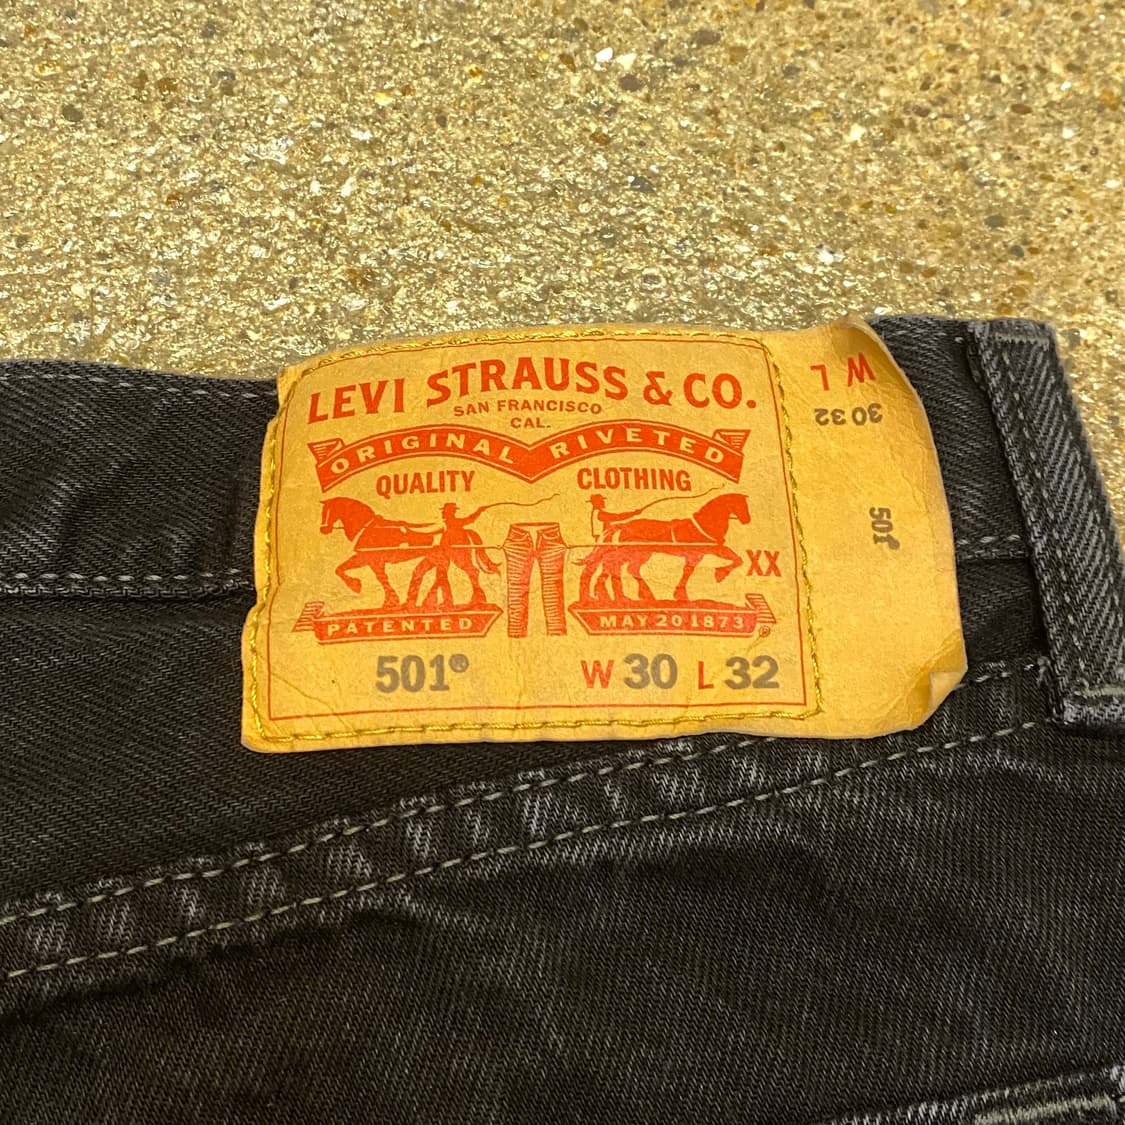 LEVI STRAUSS & CO.
SAN FRANCISCO
CAL.
ORIGINAL RIVETED
QUALITY CLOTHING
XX
PATENTED MAY 20 1873 ®
501® W 30 L 32
W L
30 32
501®